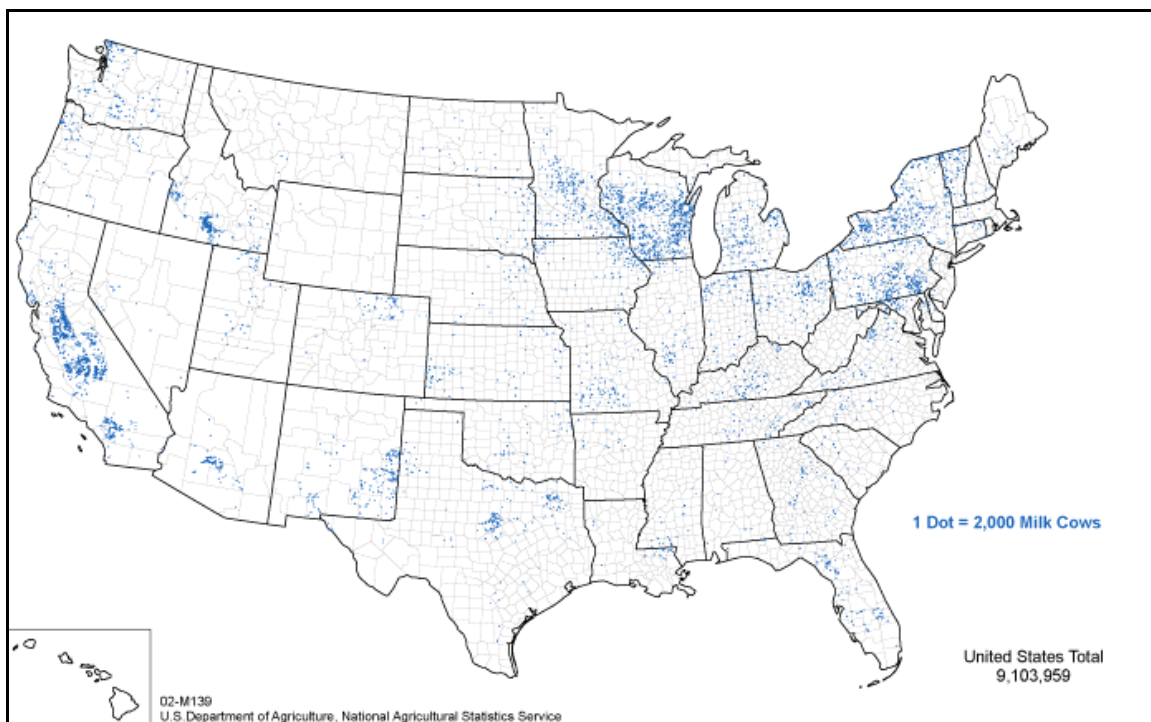 1 Dot = 2,000 Milk Cows
United States Total
9,103,959
02-M139
U.S.Department of Agriculture, National Agricultural Statistics Service